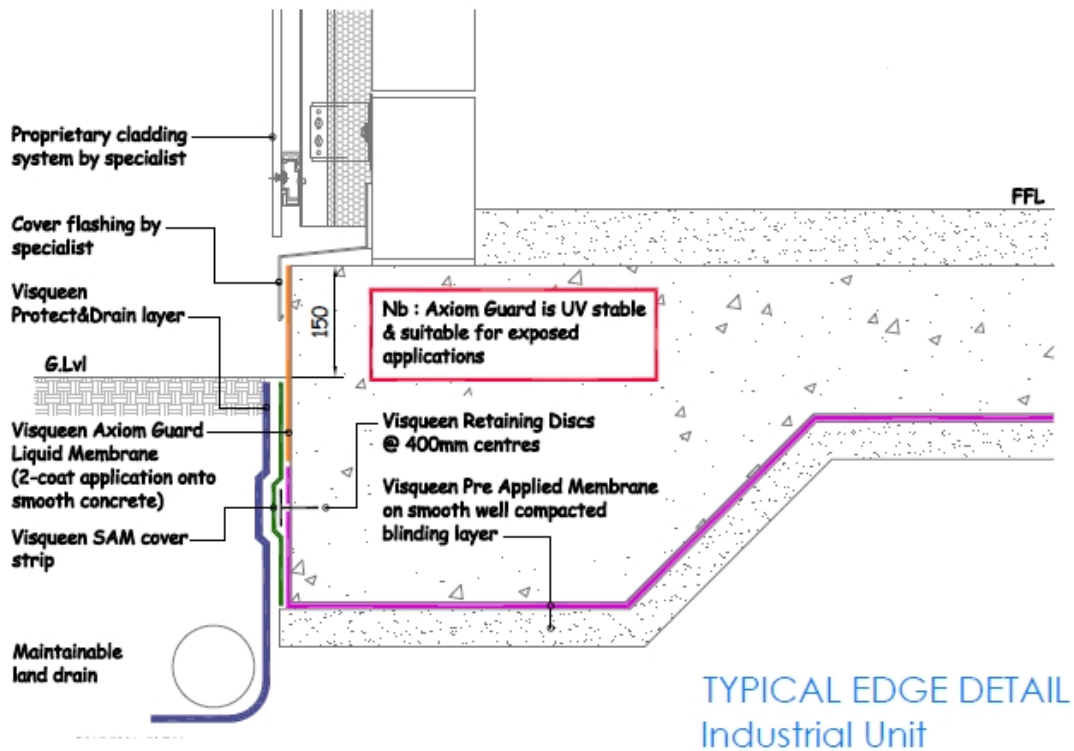 Proprietary cladding
system by specialist
Cover flashing by
specialist
Visqueen
Protect&Drain layer
G.Lvl
Visqueen Axiom Guard
Liquid Membrane
(2-coat application onto
smooth concrete)
Visqueen SAM cover
strip
Maintainable
land drain
150
Nb : Axiom Guard is UV stable
& suitable for exposed
applications
Visqueen Retaining Discs
@ 400mm centres
Visqueen Pre Applied Membrane
on smooth well compacted
blinding layer
FFL
TYPICAL EDGE DETAIL
Industrial Unit